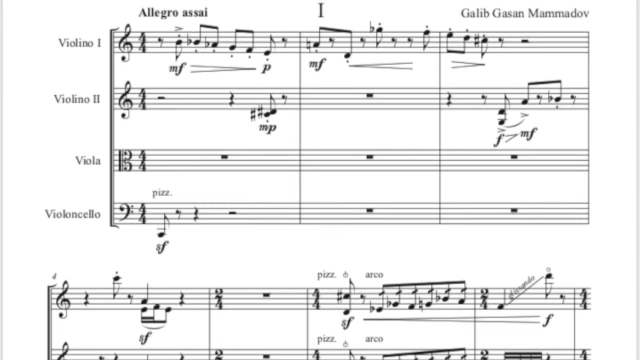 I
Allegro assai
Galib Gasan Mammadov
Violino I
mf
p
mf
Violino II
mp
f
mf
Viola
pizz.
Violoncello
sf
4
pizz.
arco
glissando
sf
sf
f
pizz.
arco